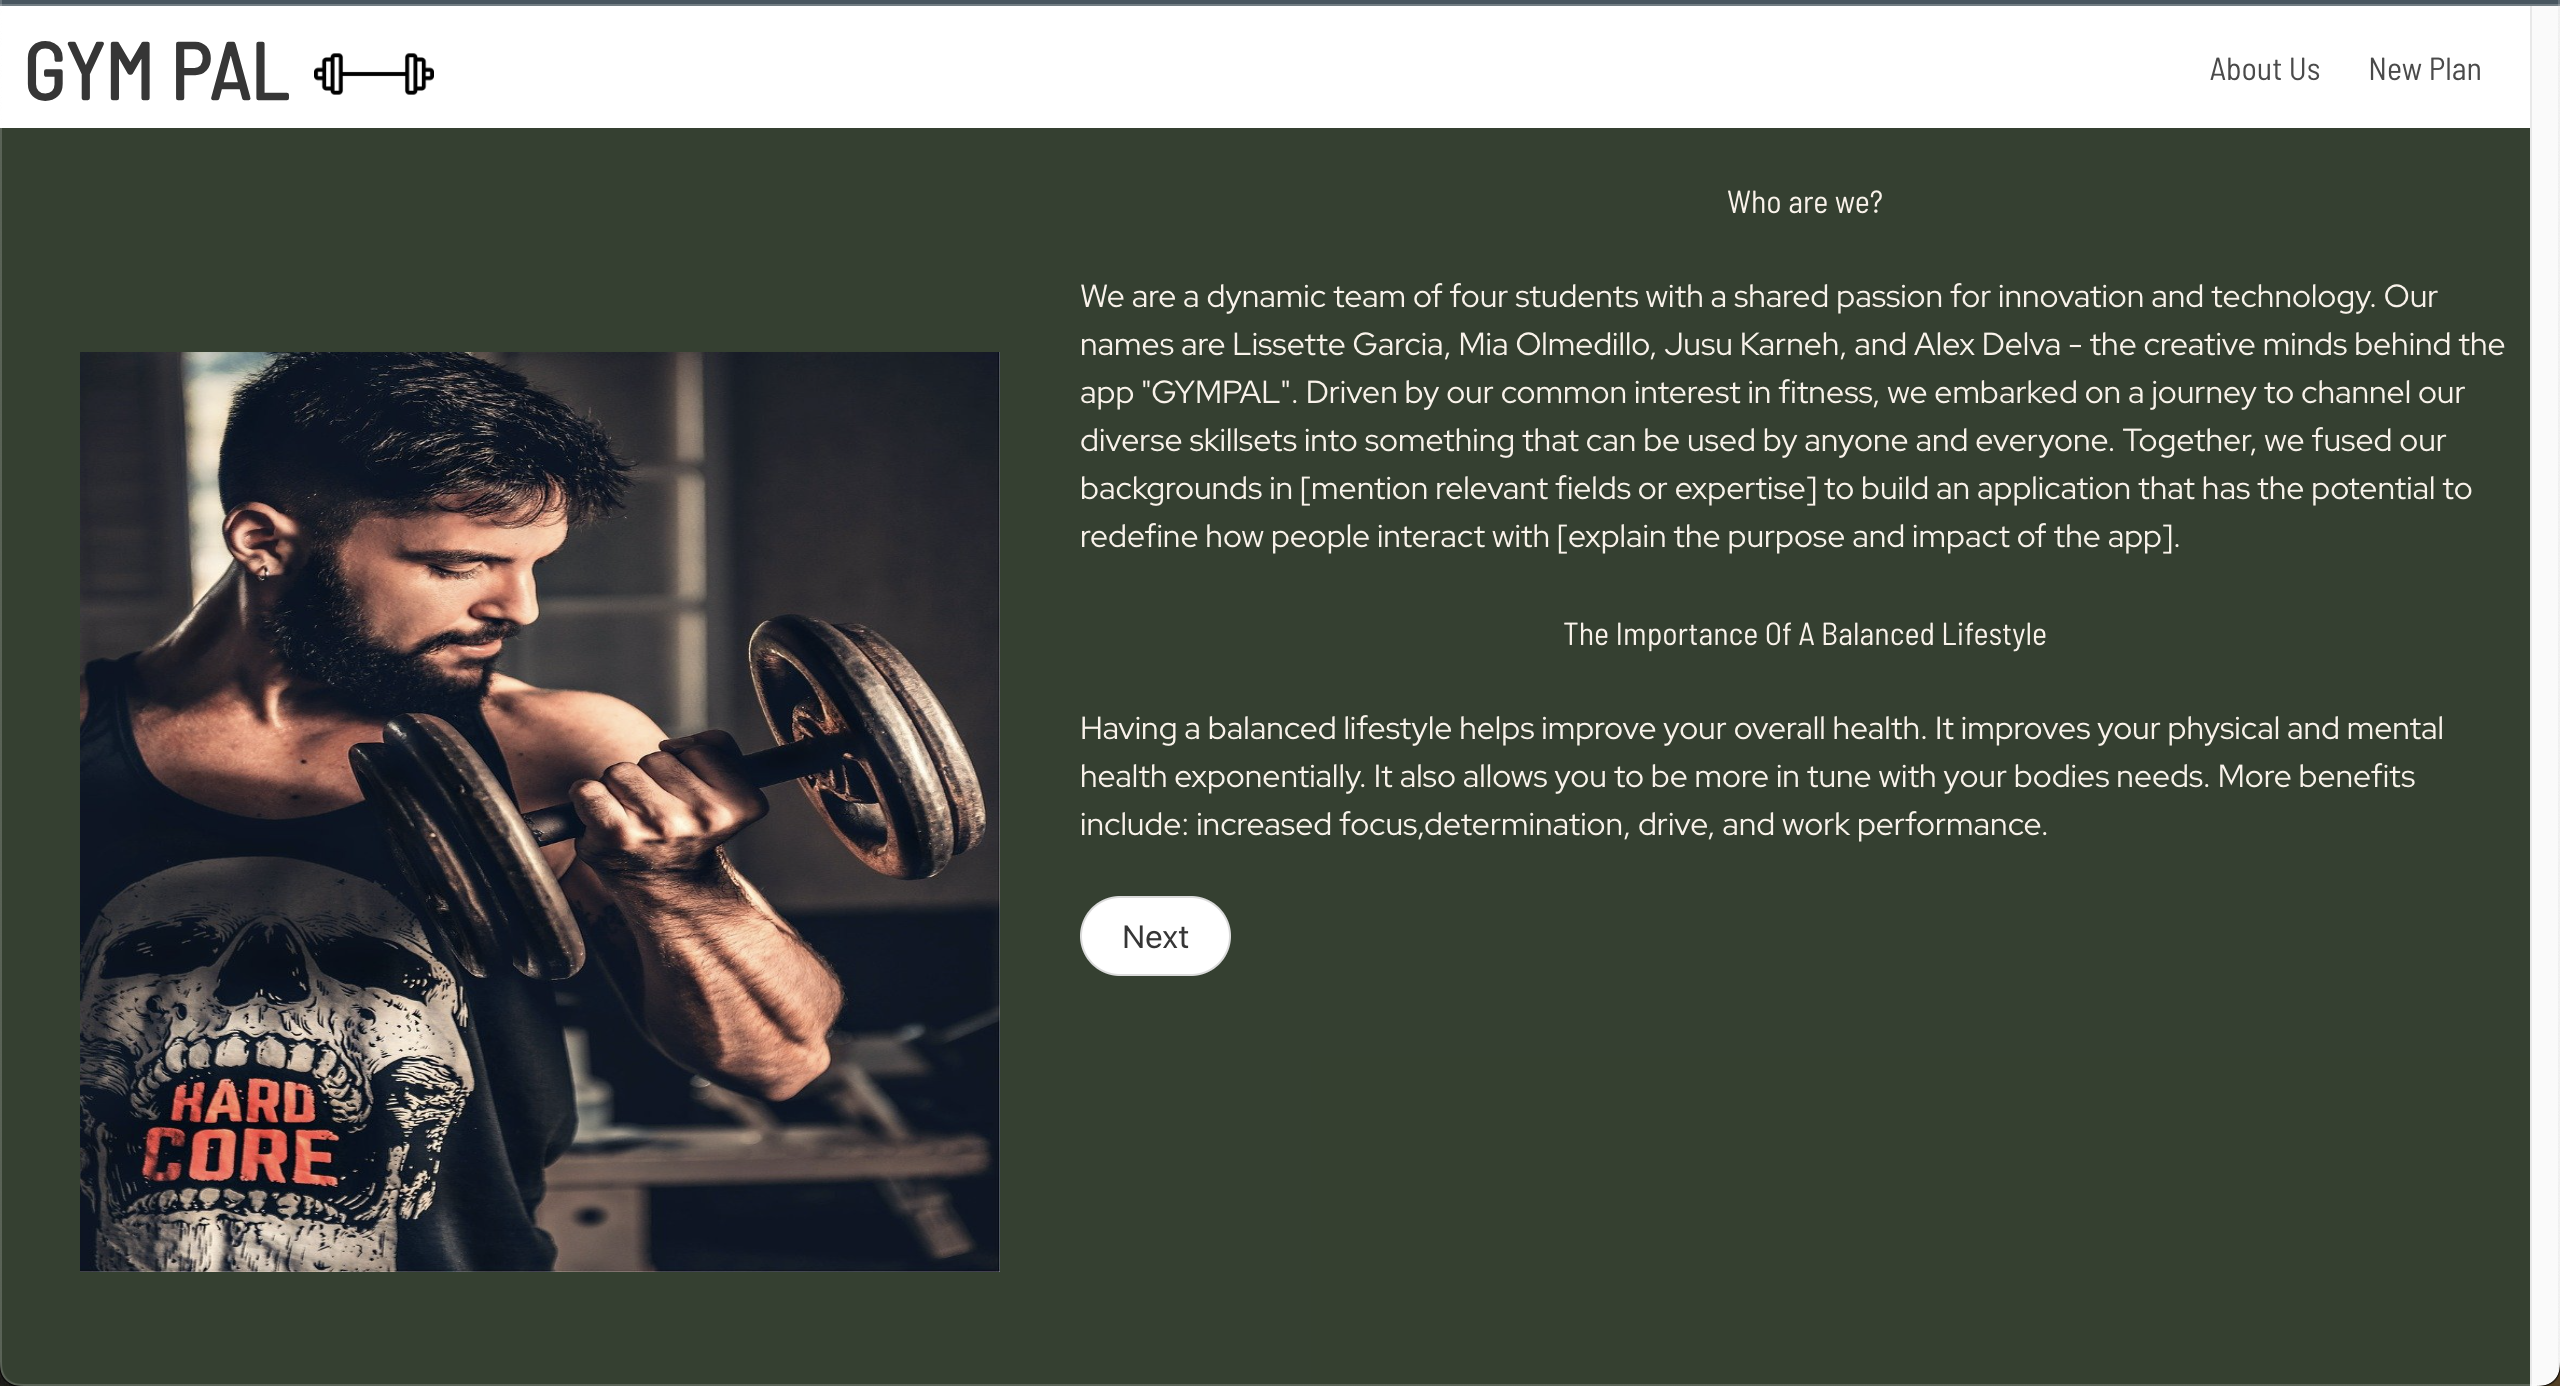 GYM PAL
About Us
New Plan
Who are we?
We are a dynamic team of four students with a shared passion for innovation and technology. Our
names are Lissette Garcia, Mia Olmedillo, Jusu Karneh, and Alex Delva - the creative minds behind the
app "GYMPAL". Driven by our common interest in fitness, we embarked on a journey to channel our
diverse skillsets into something that can be used by anyone and everyone. Together, we fused our
backgrounds in [mention relevant fields or expertise] to build an application that has the potential to
redefine how people interact with [explain the purpose and impact of the app].
The Importance Of A Balanced Lifestyle
Having a balanced lifestyle helps improve your overall health. It improves your physical and mental
health exponentially. It also allows you to be more in tune with your bodies needs. More benefits
include: increased focus,determination, drive, and work performance.
Next
HARD
CORE